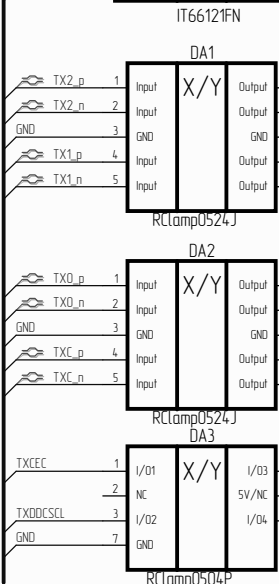 IT66121FN
DA1
TX2_p 1 Input X/Y Output
TX2_n 2 Input Output
GND 3 GND GND
TX1_p 4 Input Output
TX1_n 5 Input Output
RClamp0524J
DA2
TX0_p 1 Input X/Y Output
TX0_n 2 Input Output
GND 3 GND GND
TXC_p 4 Input Output
TXC_n 5 Input Output
RClamp0524J
DA3
TXCEC 1 I/O1 X/Y I/O3
2 NC 5V/NC
TXDDCSCL 3 I/O2 I/O4
GND 7 GND
RClamp0504P